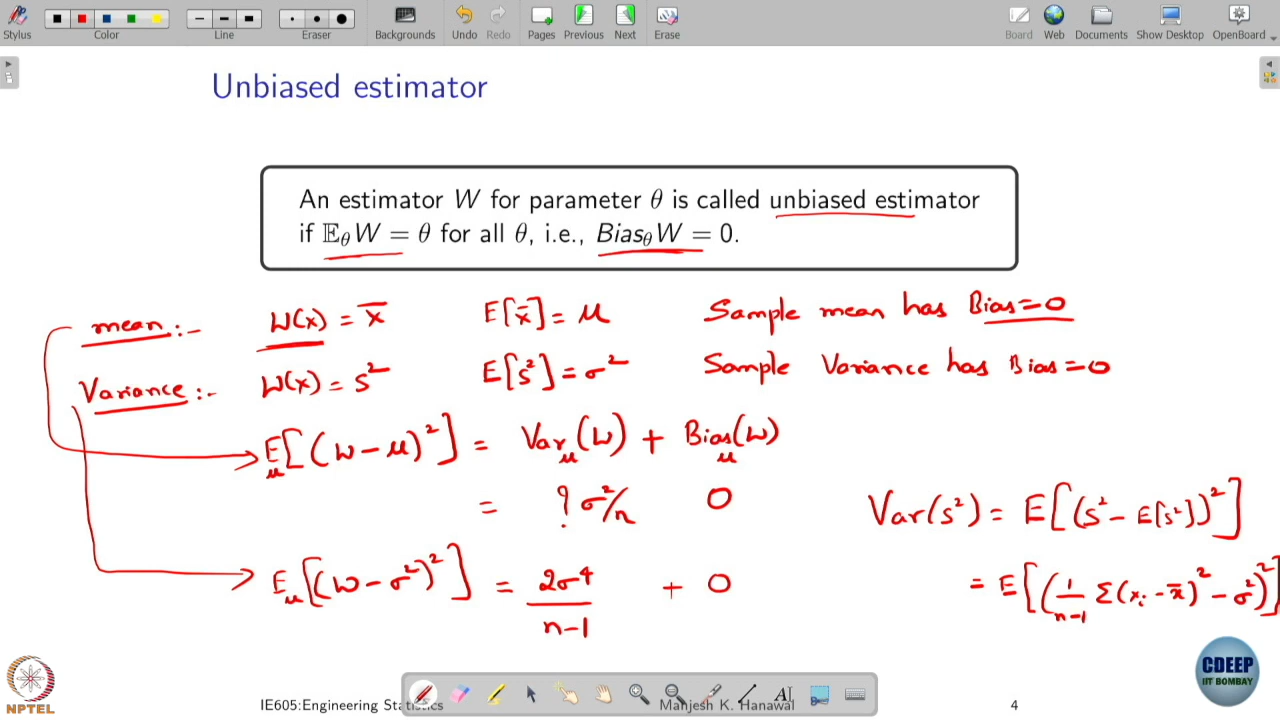 Stylus Color Line Eraser Backgrounds Undo Redo Pages Previous Next Erase Board Web Documents Show Desktop OpenBoard
Unbiased estimator
An estimator W for parameter θ is called unbiased estimator
if 𝔼θW = θ for all θ, i.e., BiasθW = 0.
mean :- W(x) = x̄ E[x̄] = μ Sample mean has Bias=0
Variance :- W(x) = s² E[s²] = σ² Sample Variance has Bias=0
Eμ[(W-μ)²] = Varμ(W) + Biasμ(W)
= ? σ²/n 0
Var(s²) = E[(s² - E[s²])²]
Eμ[(W-σ²)²] = 2σ⁴/n-1 + 0
= E[(1/n-1 Σ(xi - x̄)² - σ²)²]
NPTEL
IE605:Engineering Statistics
Manjesh K. Hanawal
4
CDEEP
IIT BOMBAY